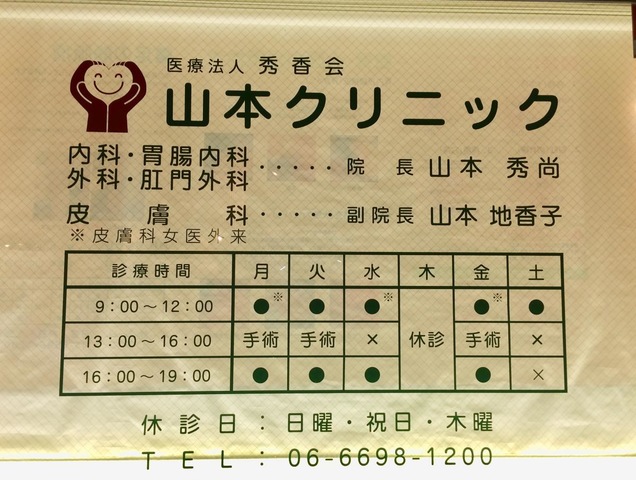 医療法人 秀香会
山本クリニック
内科・胃腸内科
外科・肛門外科 ・・・・・ 院 長 山本 秀尚
皮 膚 科 ・・・・・ 副院長 山本 地香子
※皮膚科女医外来
診療時間 月 火 水 木 金 土
9:00～12:00 ●※ ● ●※ ●※ ●
13:00～16:00 手術 手術 × 休診 手術 ×
16:00～19:00 ● ● ● ● ×
休診日：日曜・祝日・木曜
TEL：06-6698-1200